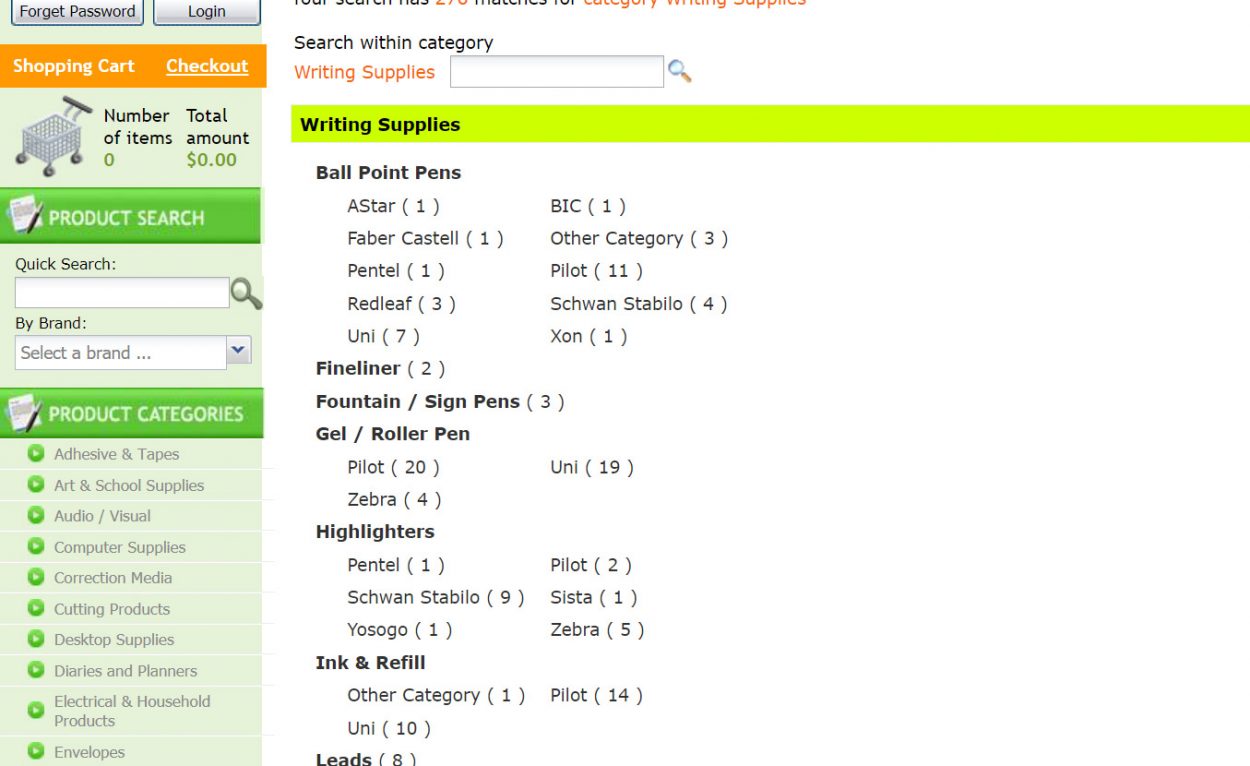 Forget Password Login
Shopping Cart Checkout
Number of items 0
Total amount $0.00
PRODUCT SEARCH
Quick Search:
By Brand:
Select a brand ...
PRODUCT CATEGORIES
Adhesive & Tapes
Art & School Supplies
Audio / Visual
Computer Supplies
Correction Media
Cutting Products
Desktop Supplies
Diaries and Planners
Electrical & Household
Products
Envelopes
Your search has 276 matches for category Writing Supplies
Search within category
Writing Supplies
Writing Supplies
Ball Point Pens
AStar ( 1 ) BIC ( 1 )
Faber Castell ( 1 ) Other Category ( 3 )
Pentel ( 1 ) Pilot ( 11 )
Redleaf ( 3 ) Schwan Stabilo ( 4 )
Uni ( 7 ) Xon ( 1 )
Fineliner ( 2 )
Fountain / Sign Pens ( 3 )
Gel / Roller Pen
Pilot ( 20 ) Uni ( 19 )
Zebra ( 4 )
Highlighters
Pentel ( 1 ) Pilot ( 2 )
Schwan Stabilo ( 9 ) Sista ( 1 )
Yosogo ( 1 ) Zebra ( 5 )
Ink & Refill
Other Category ( 1 ) Pilot ( 14 )
Uni ( 10 )
Leads ( 8 )